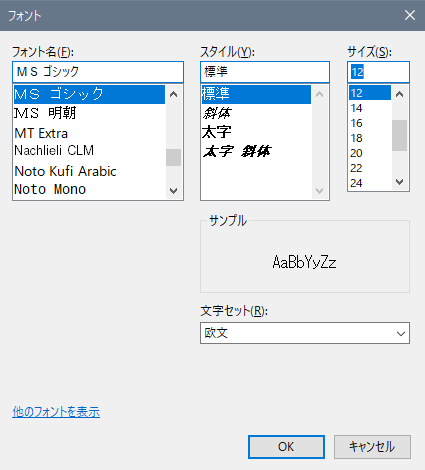 フォント
フォント名(F):
スタイル(Y):
サイズ(S):
ＭＳ ゴシック
標準
12
ＭＳ ゴシック
ＭＳ 明朝
MT Extra
Nachlieli CLM
Noto Kufi Arabic
Noto Mono
標準
斜体
太字
太字 斜体
12
14
16
18
20
22
24
サンプル
AaBbYyZz
文字セット(R):
欧文
他のフォントを表示
OK
キャンセル